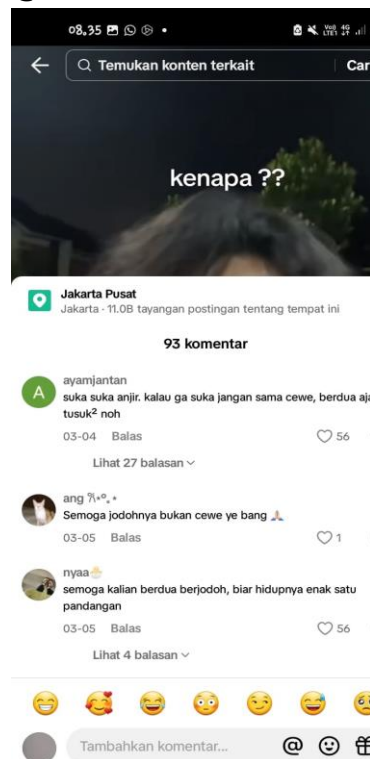 08.35
Temukan konten terkait
Car
kenapa ??
Jakarta Pusat
Jakarta · 11.0B tayangan postingan tentang tempat ini
93 komentar
A
ayamjantan
suka suka anjir. kalau ga suka jangan sama cewe, berdua aja
tusuk² noh
03-04 Balas 56
Lihat 27 balasan
ang
Semoga jodohnya bukan cewe ye bang 🙏
03-05 Balas 1
nyaa🐣
semoga kalian berdua berjodoh, biar hidupnya enak satu
pandangan
03-05 Balas 56
Lihat 4 balasan
Tambahkan komentar...